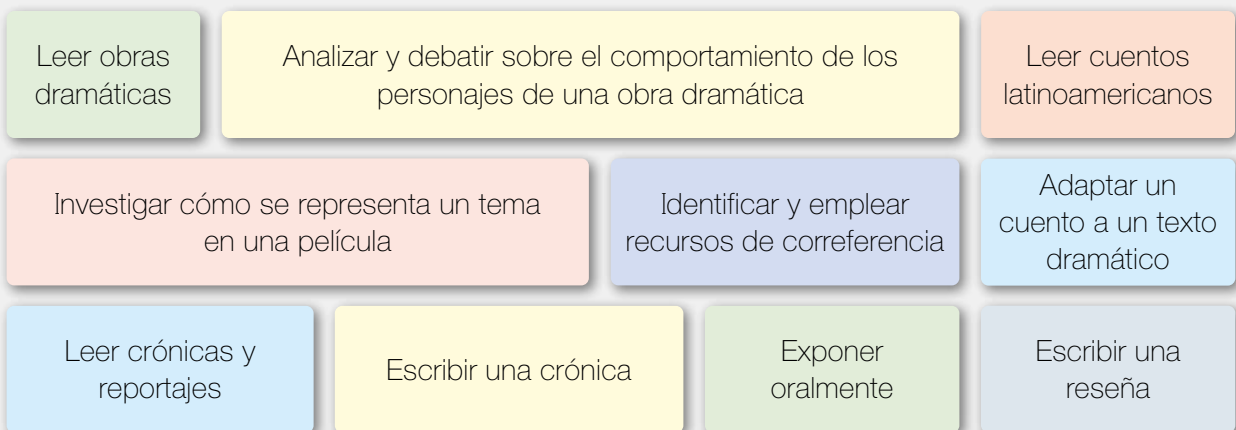 Leer obras
dramáticas
Analizar y debatir sobre el comportamiento de los
personajes de una obra dramática
Leer cuentos
latinoamericanos
Investigar cómo se representa un tema
en una película
Identificar y emplear
recursos de correferencia
Adaptar un
cuento a un texto
dramático
Leer crónicas y
reportajes
Escribir una crónica
Exponer
oralmente
Escribir una
reseña